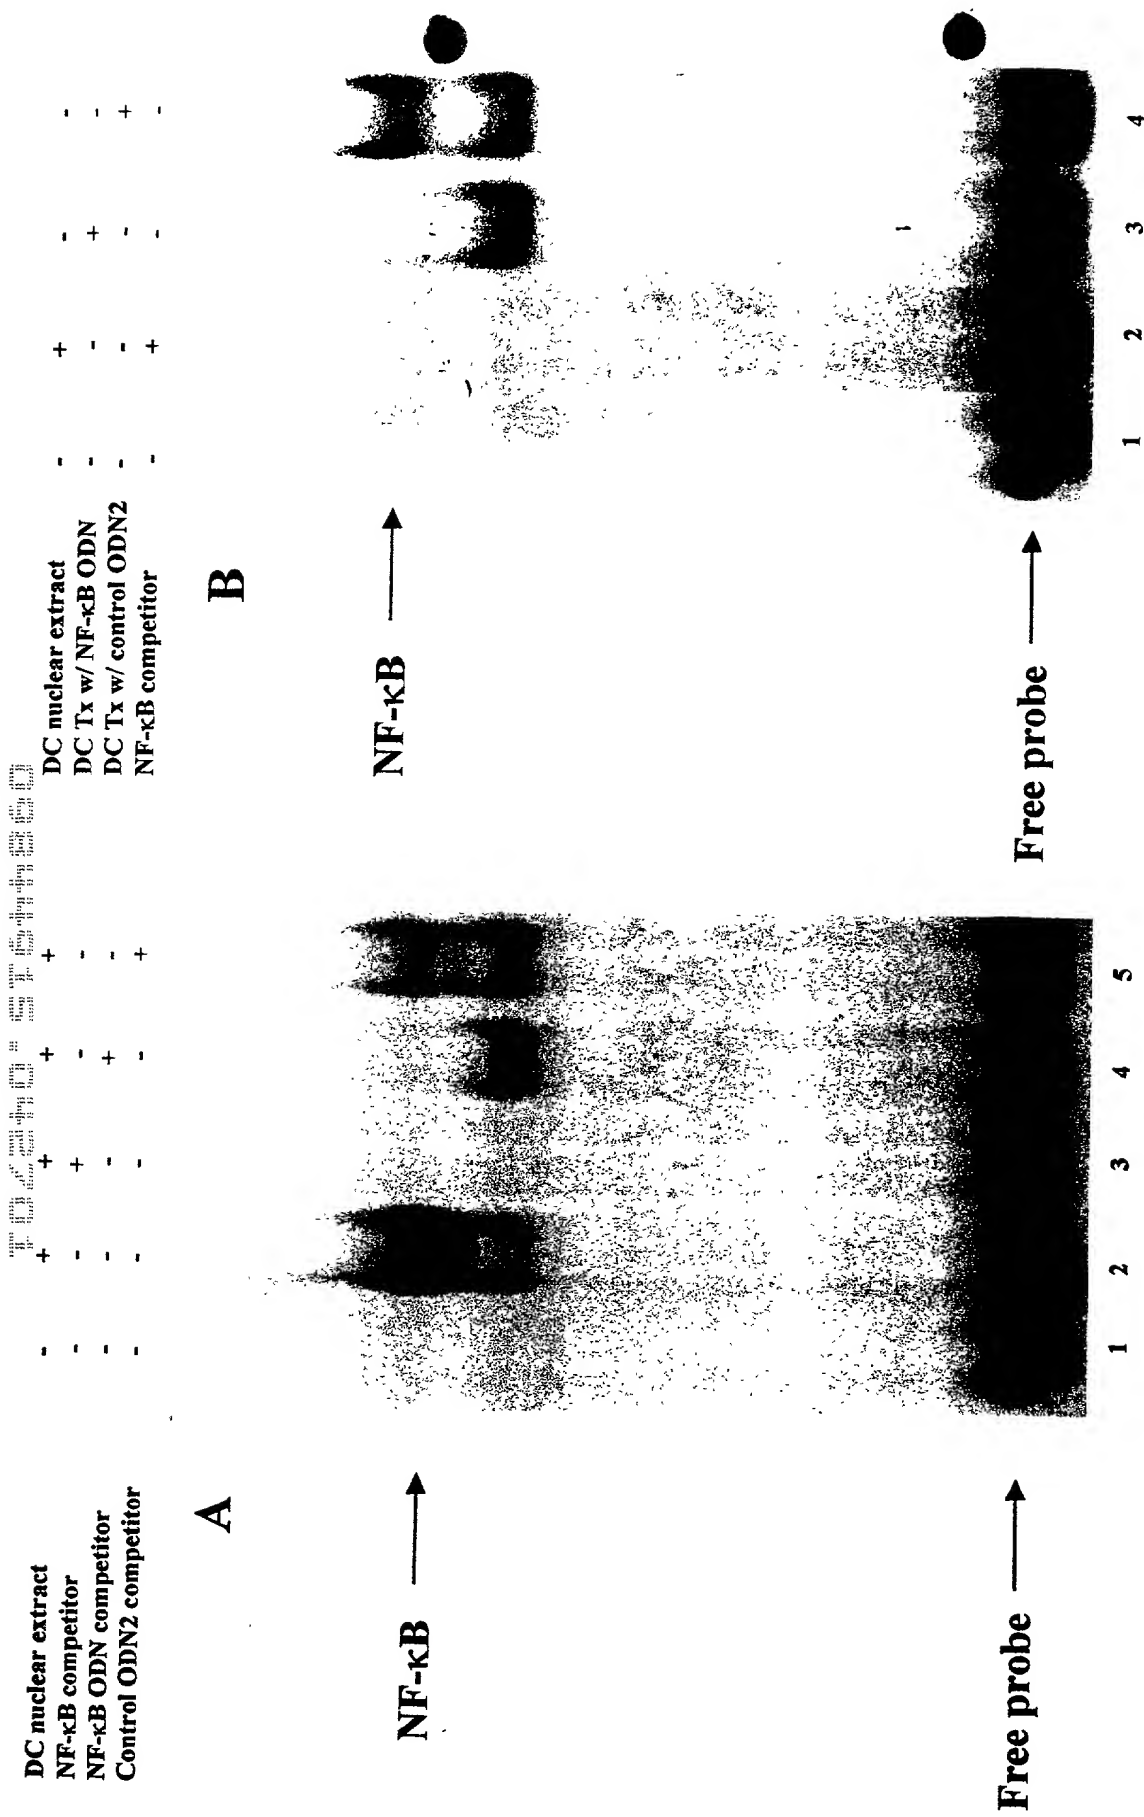 09844915.042701
DC nuclear extract - + + + +
NF-κB competitor - - + - -
NF-κB ODN competitor - - - + -
Control ODN2 competitor - - - - +
A
NF-κB
Free probe
1 2 3 4 5
DC nuclear extract - + - -
DC Tx w/ NF-κB ODN - - + -
DC Tx w/ control ODN2 - - - +
NF-κB competitor - + - -
B
NF-κB
Free probe
1 2 3 4